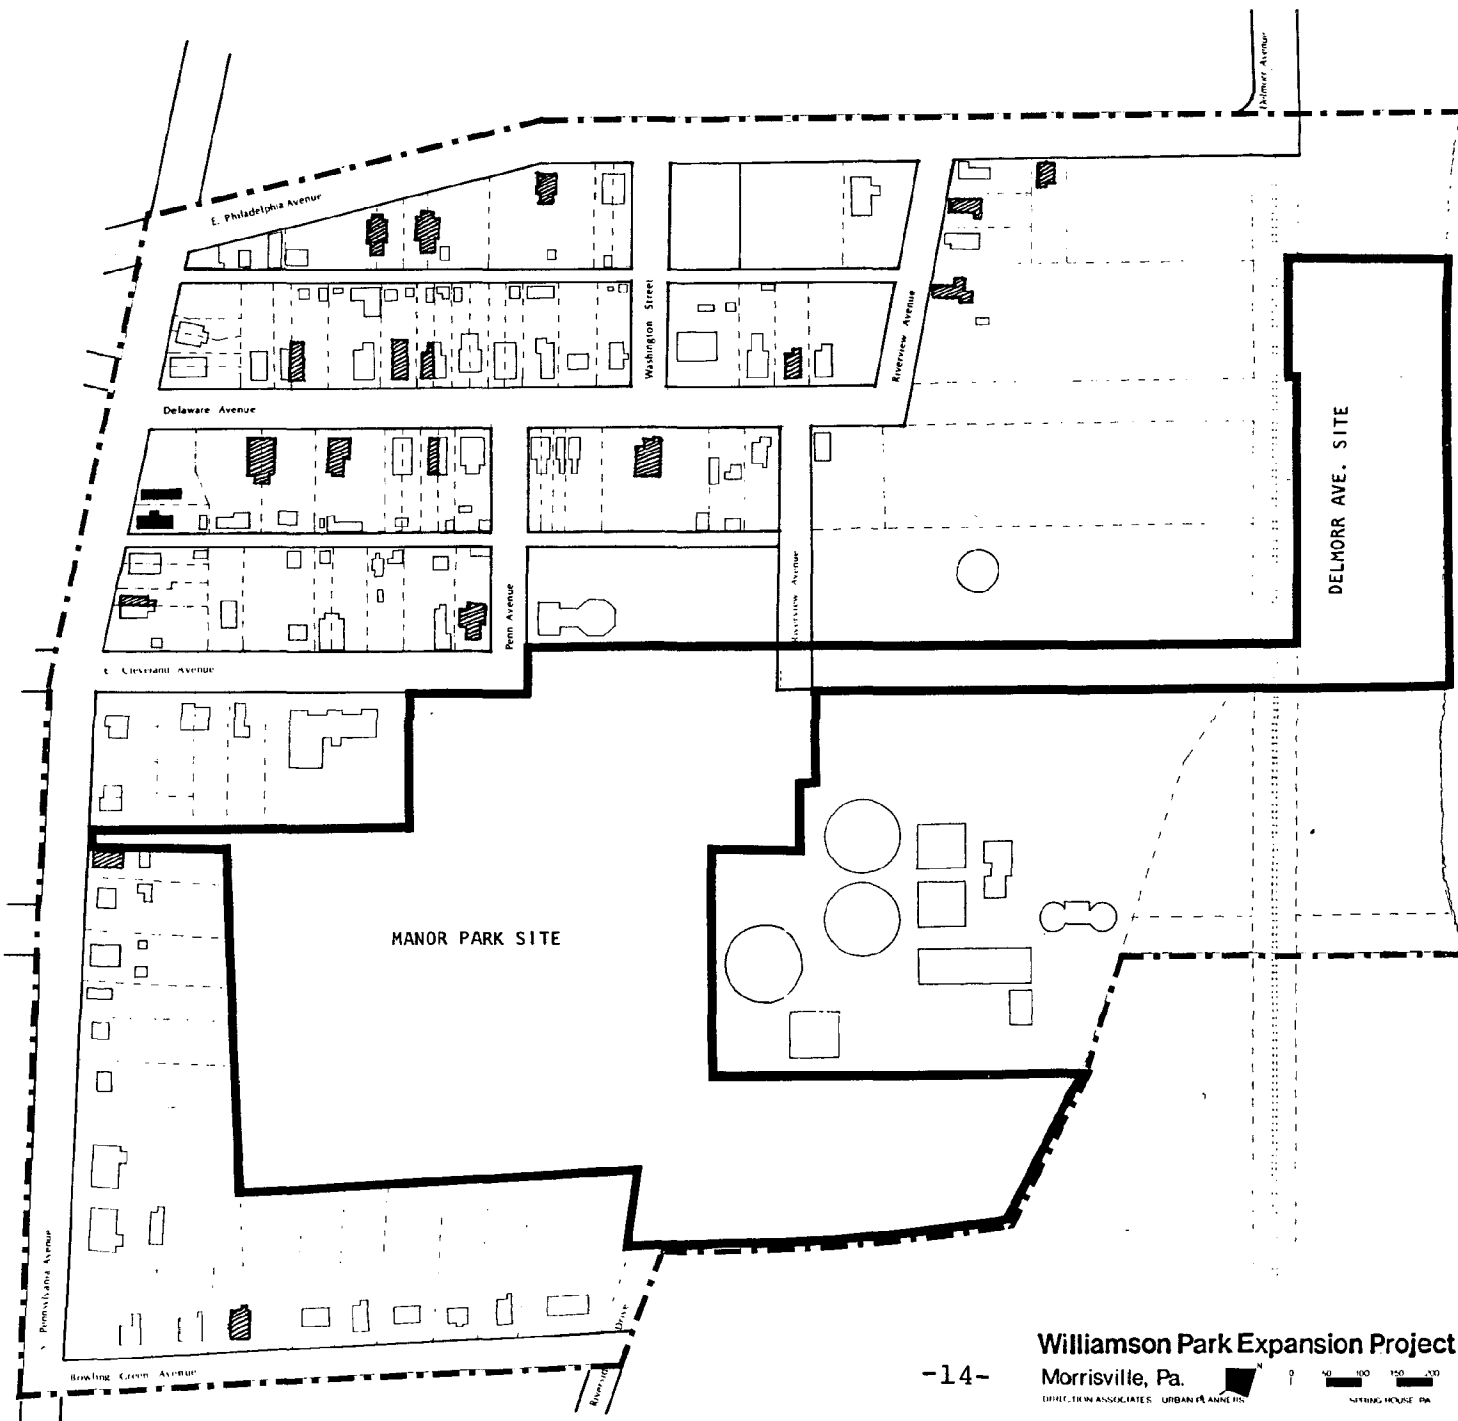 Delmorr Avenue
E. Philadelphia Avenue
Washington Street
Riverview Avenue
Delaware Avenue
DELMORR AVE. SITE
Penn Avenue
Riverview Avenue
E. Cleveland Avenue
MANOR PARK SITE
S. Pennsylvania Avenue
Bowling Green Avenue
Riverside Drive
-14-
Williamson Park Expansion Project
Morrisville, Pa.
N
0 50 100 150 200
DIRECTION ASSOCIATES URBAN PLANNERS
SPRING HOUSE PA